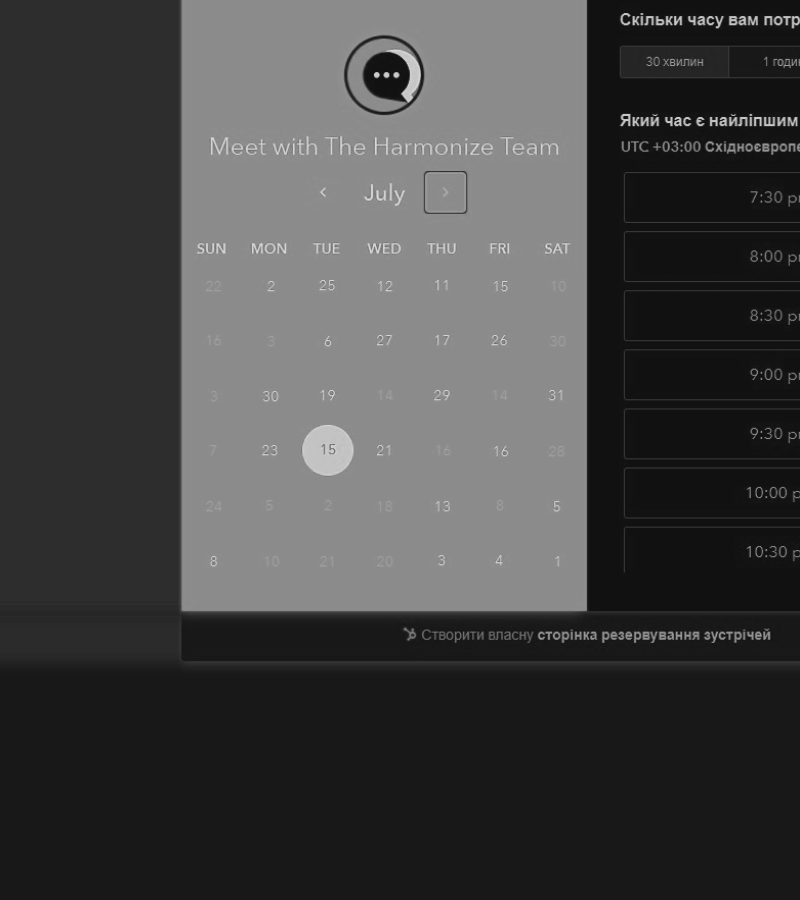 Meet with The Harmonize Team
July
SUN MON TUE WED THU FRI SAT
22 2 25 12 11 15 10
16 3 6 27 17 26 30
3 30 19 14 29 14 31
7 23 15 21 16 16 28
24 5 2 18 13 8 5
8 10 21 20 3 4 1
Скільки часу вам
30 хвилин 1
Який час є найліпшим
UTC +03:00
7:30
8:00
8:30
9:00
9:30
10:00
10:30
Створити власну сторінка резервування зустрічей